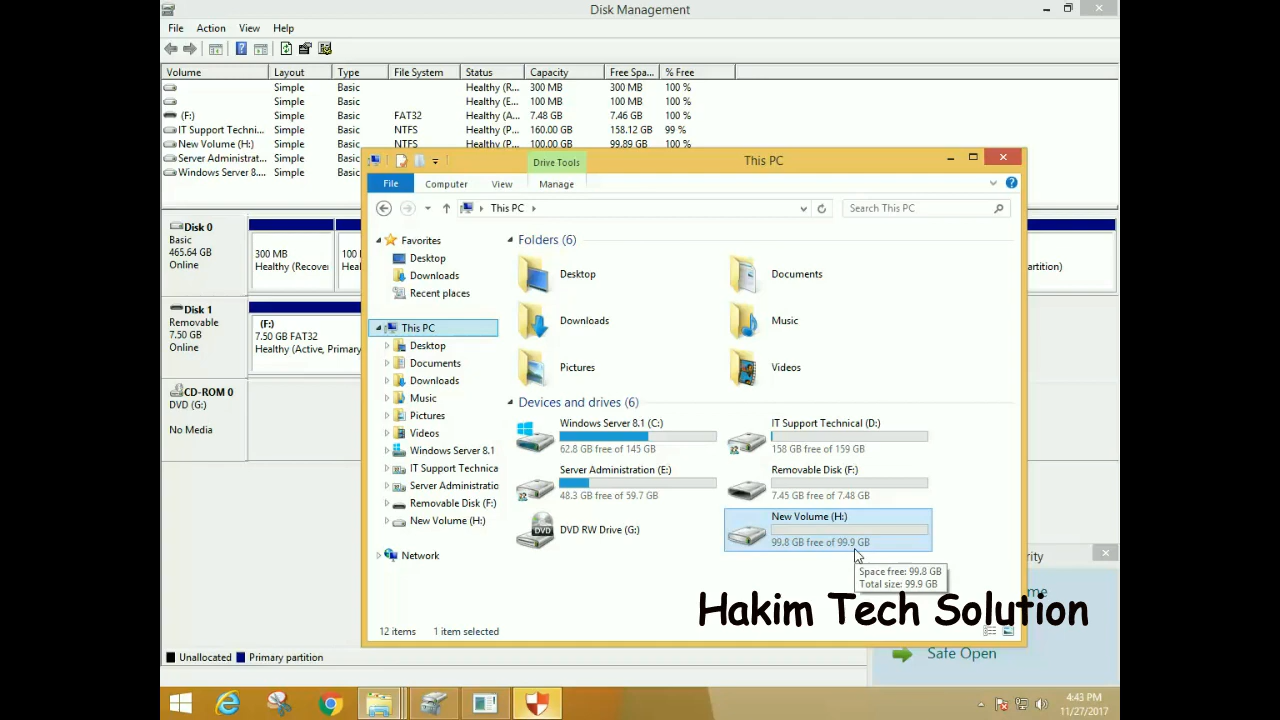 Disk Management
File Action View Help
Volume Layout Type File System Status Capacity Free Spa... % Free
Simple Basic Healthy (R... 300 MB 300 MB 100 %
Simple Basic Healthy (E... 100 MB 100 MB 100 %
(F:) Simple Basic FAT32 Healthy (A... 7.48 GB 7.46 GB 100 %
IT Support Techni... Simple Basic NTFS Healthy (P... 160.00 GB 158.12 GB 99 %
New Volume (H:) Simple Basic NTFS Healthy (P... 100.00 GB 99.89 GB 100 %
Server Administrat... Simple Basic
Windows Server 8.... Simple Basic
Disk 0
Basic
465.64 GB
Online
300 MB
Healthy (Recover
100
Heal
artition)
Disk 1
Removable
7.50 GB
Online
(F:)
7.50 GB FAT32
Healthy (Active, Primary
CD-ROM 0
DVD (G:)
No Media
Unallocated Primary partition
Drive Tools
This PC
File Computer View Manage
This PC
Search This PC
Favorites
Desktop
Downloads
Recent places
This PC
Desktop
Documents
Downloads
Music
Pictures
Videos
Windows Server 8.1
IT Support Technica
Server Administratio
Removable Disk (F:)
New Volume (H:)
Network
Folders (6)
Desktop
Documents
Downloads
Music
Pictures
Videos
Devices and drives (6)
Windows Server 8.1 (C:)
62.8 GB free of 145 GB
IT Support Technical (D:)
158 GB free of 159 GB
Server Administration (E:)
48.3 GB free of 59.7 GB
Removable Disk (F:)
7.45 GB free of 7.48 GB
DVD RW Drive (G:)
DVD
New Volume (H:)
99.8 GB free of 99.9 GB
Space free: 99.8 GB
Total size: 99.9 GB
12 items 1 item selected
rity
me
Safe Open
Hakim Tech Solution
4:43 PM
11/27/2017